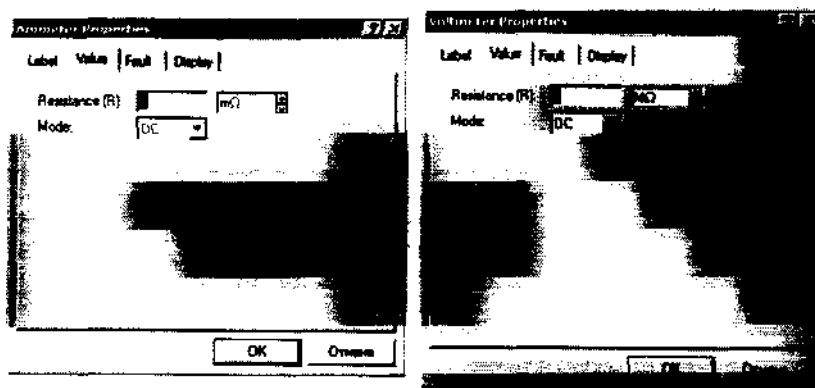 Ammeter Properties
Label Value Fault Display
Resistance (R):
mΩ
Mode:
DC
OK Отмена
Voltmeter Properties
Label Value Fault Display
Resistance (R):
MΩ
Mode:
DC
OK